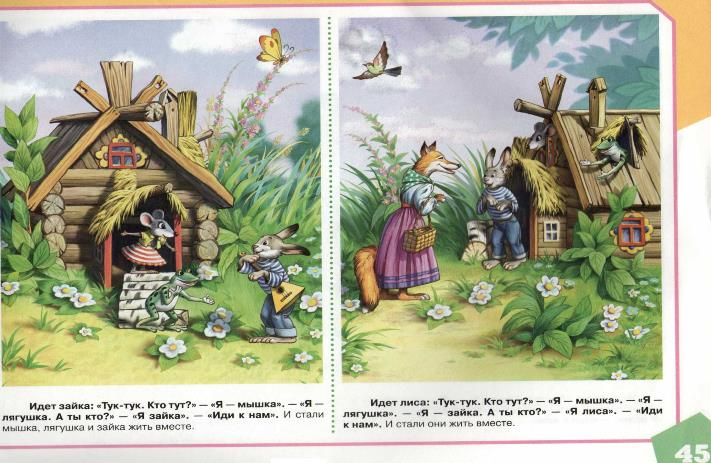 Идет зайка: «Тук-тук. Кто тут?» — «Я — мышка». — «Я —
лягушка. А ты кто?» — «Я зайка». — «Иди к нам». И стали
мышка, лягушка и зайка жить вместе.
Идет лиса: «Тук-тук. Кто тут?» — «Я — мышка». — «Я —
лягушка». — «Я — зайка. А ты кто?» — «Я лиса». — «Иди
к нам». И стали они жить вместе.
45